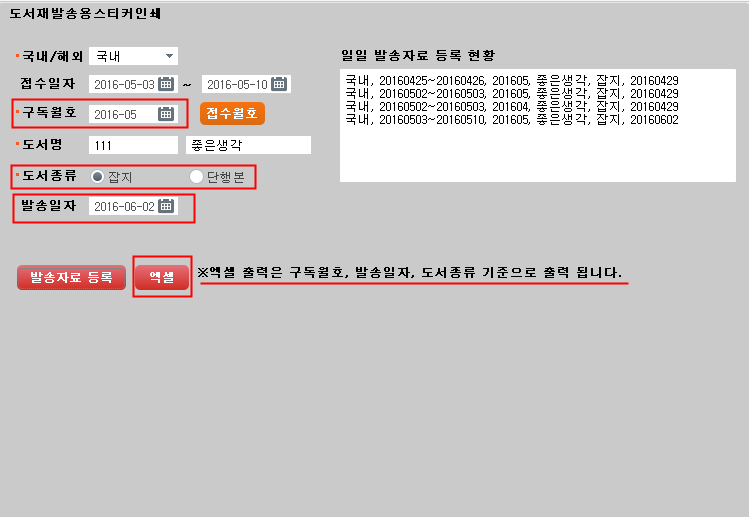 도서재발송용스티커인쇄
국내/해외 국내
접수일자 2016-05-03 ~ 2016-05-10
구독월호 2016-05 접수월호
도서명 111 좋은생각
도서종류 잡지 단행본
발송일자 2016-06-02
발송자료 등록 엑셀 ※엑셀 출력은 구독월호, 발송일자, 도서종류 기준으로 출력 됩니다.
일일 발송자료 등록 현황
국내, 20160425~20160426, 201605, 좋은생각, 잡지, 20160429
국내, 20160502~20160503, 201605, 좋은생각, 잡지, 20160429
국내, 20160502~20160503, 201604, 좋은생각, 잡지, 20160429
국내, 20160503~20160510, 201605, 좋은생각, 잡지, 20160602